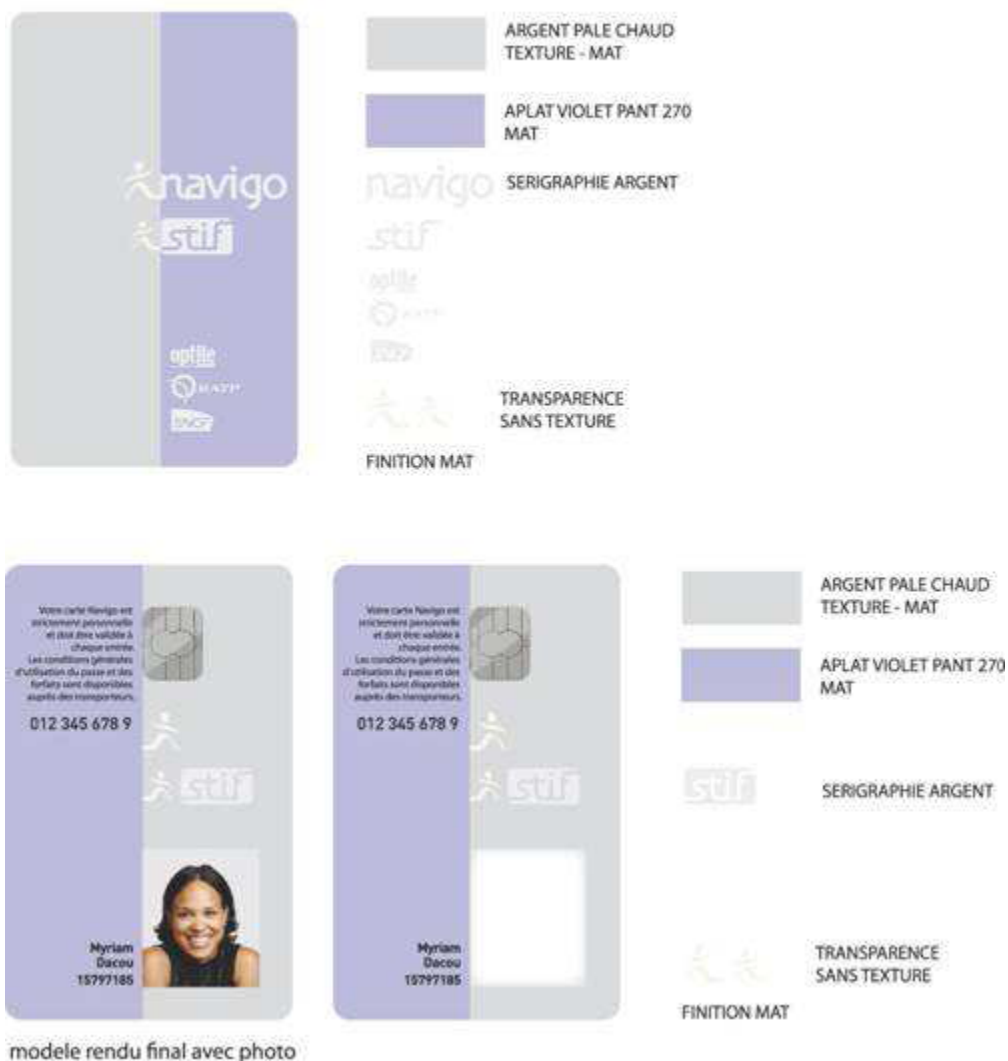 navigo
stif
optile
RATP
SNCF
ARGENT PALE CHAUD
TEXTURE - MAT
APLAT VIOLET PANT 270
MAT
navigo
SERIGRAPHIE ARGENT
stif
optile
RATP
SNCF
TRANSPARENCE
SANS TEXTURE
FINITION MAT
Votre carte Navigo est
strictement personnelle
et doit être validée à
chaque entrée.
Les conditions générales
d'utilisation du passe et des
forfaits sont disponibles
auprès des transporteurs.
012 345 678 9
stif
Myriam
Dacou
15797185
Votre carte Navigo est
strictement personnelle
et doit être validée à
chaque entrée.
Les conditions générales
d'utilisation du passe et des
forfaits sont disponibles
auprès des transporteurs.
012 345 678 9
stif
Myriam
Dacou
15797185
ARGENT PALE CHAUD
TEXTURE - MAT
APLAT VIOLET PANT 270
MAT
stif
SERIGRAPHIE ARGENT
TRANSPARENCE
SANS TEXTURE
FINITION MAT
modele rendu final avec photo